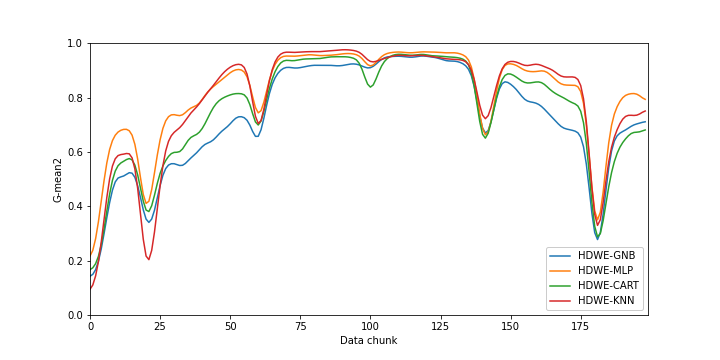 1.0
0.8
0.6
0.4
0.2
0.0
G-mean2
0
25
50
75
100
125
150
175
Data chunk
HDWE-GNB
HDWE-MLP
HDWE-CART
HDWE-KNN